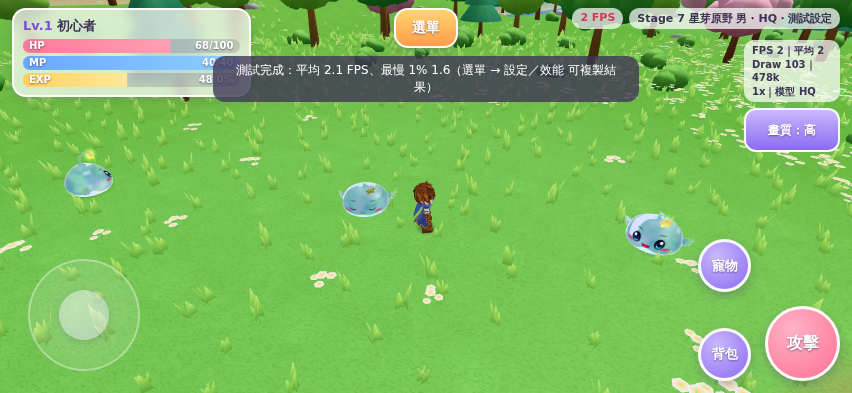 Lv.1 初心者
HP 68/100
MP 40/40
EXP 48
選單
2 FPS
Stage 7 星芽原野 男・HQ・測試設定
測試完成：平均 2.1 FPS、最慢 1% 1.6（選單 → 設定／效能 可複製結
果）
FPS 2｜平均 2
Draw 103｜
478k
1x｜模型 HQ
畫質：高
寵物
攻擊
背包